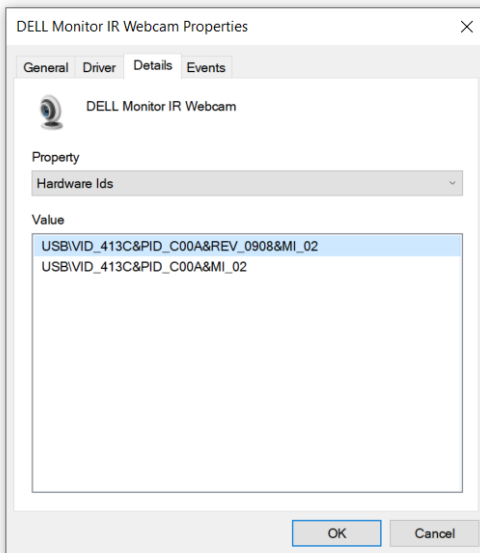 DELL Monitor IR Webcam Properties
General Driver Details Events
DELL Monitor IR Webcam
Property
Hardware Ids
Value
USB\VID_413C&PID_C00A&REV_0908&MI_02
USB\VID_413C&PID_C00A&MI_02
OK Cancel